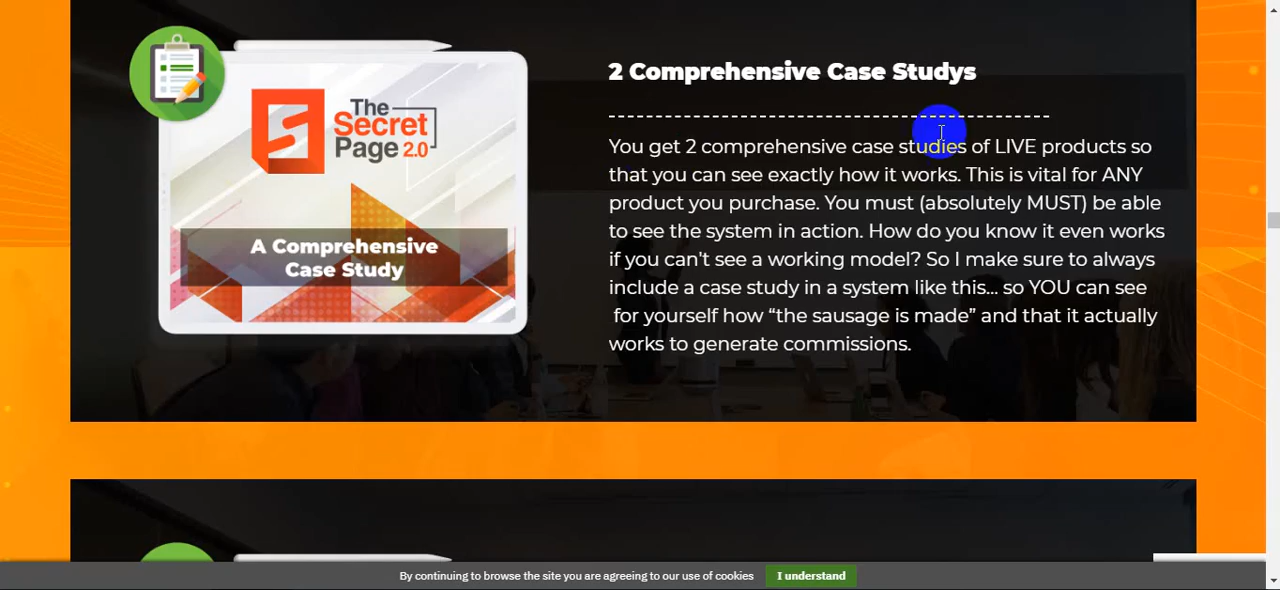 The
Secret
Page 2.0
A Comprehensive
Case Study
2 Comprehensive Case Studys
You get 2 comprehensive case studies of LIVE products so
that you can see exactly how it works. This is vital for ANY
product you purchase. You must (absolutely MUST) be able
to see the system in action. How do you know it even works
if you can't see a working model? So I make sure to always
include a case study in a system like this... so YOU can see
for yourself how “the sausage is made” and that it actually
works to generate commissions.
By continuing to browse the site you are agreeing to our use of cookies
I understand